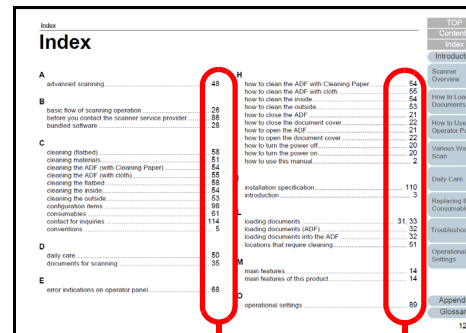 Index
Index
A
advanced scanning 48
B
basic flow of scanning operation 26
before you contact the scanner service provider 86
bundled software 28
C
cleaning (flatbed) 58
cleaning materials 51
cleaning the ADF (with Cleaning Paper) 54
cleaning the ADF (with cloth) 55
cleaning the flatbed 58
cleaning the inside 54
cleaning the outside 53
configuration items 98
consumables 61
contact for inquiries 114
conventions 5
D
daily care 50
documents for scanning 35
E
error indications on operator panel 68
H
how to clean the ADF with Cleaning Paper 54
how to clean the ADF with cloth 55
how to clean the inside 54
how to clean the outside 53
how to close the ADF 21
how to close the document cover 22
how to open the ADF 21
how to open the document cover 22
how to turn the power off 20
how to turn the power on 20
how to use this manual 2
I
installation specification 110
introduction 3
L
loading documents 31, 33
loading documents (ADF) 32
loading documents into the ADF 32
locations that require cleaning 51
M
main features 14
main features of this product 14
O
operational settings 89
TOP
Content
Index
Introduct
Scanner
Overview
How to Loa
Documents
How to Use
Operator Pa
Various Wa
Scan
Daily Care
Replacing t
Consumabl
Troubleshoo
Operational
Settings
Append
Glossar
12